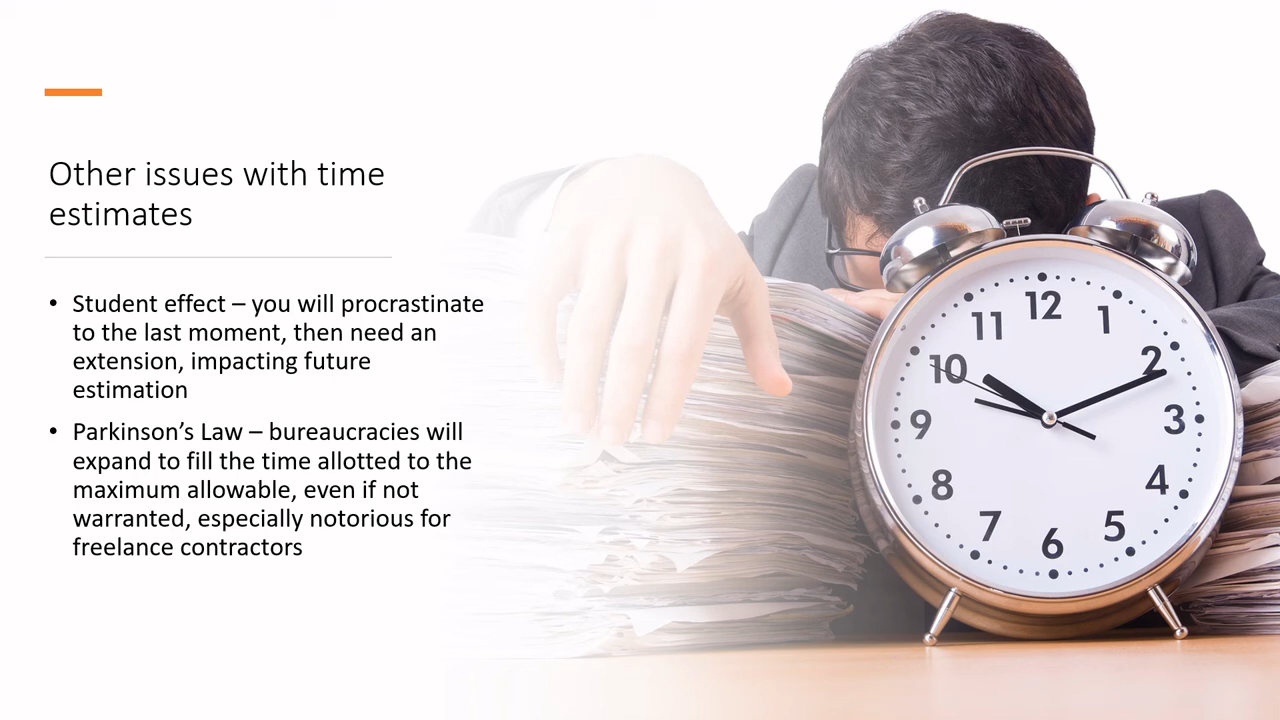 Other issues with time
estimates
• Student effect – you will procrastinate
to the last moment, then need an
extension, impacting future
estimation
• Parkinson’s Law – bureaucracies will
expand to fill the time allotted to the
maximum allowable, even if not
warranted, especially notorious for
freelance contractors
12
11
1
10
2
9
3
8
4
7
5
6